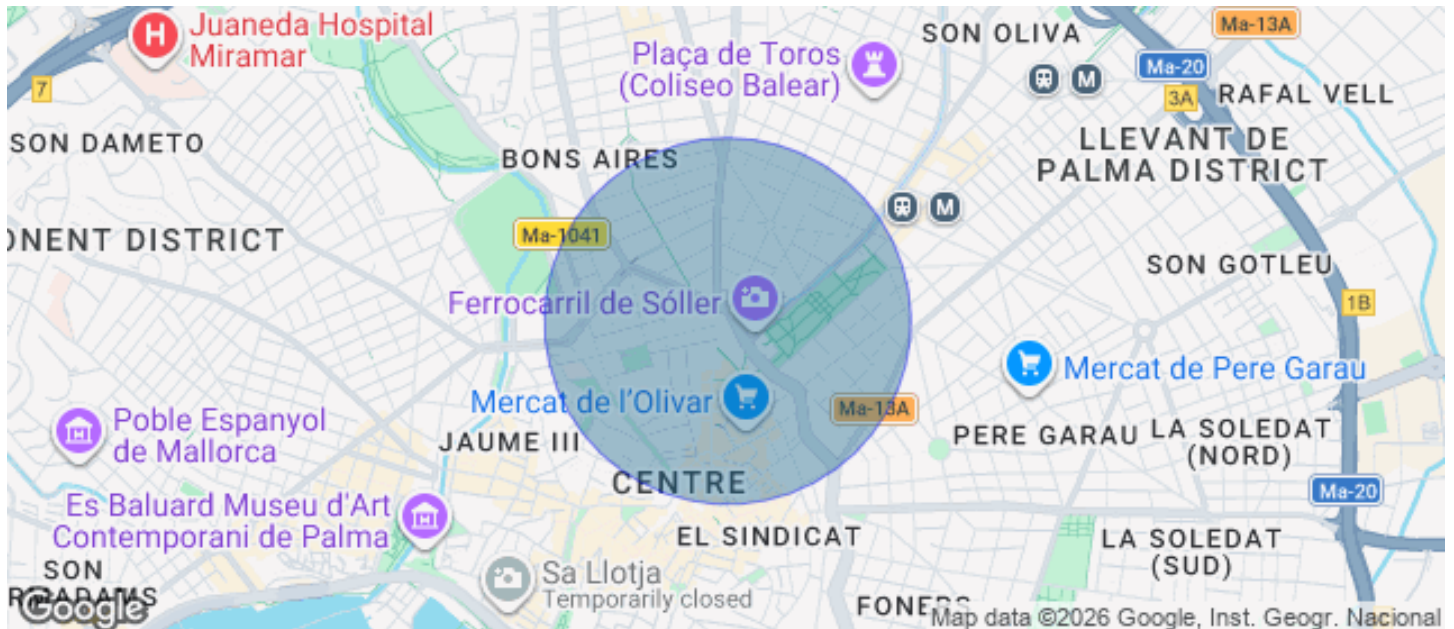 Juaneda Hospital
Miramar
Plaça de Toros
(Coliseo Balear)
SON OLIVA
Ma-13A
Ma-20
3A
RAFAL VELL
7
SON DAMETO
BONS AIRES
LLEVANT DE
PALMA DISTRICT
M
M
ONENT DISTRICT
Ma-1041
SON GOTLEU
Ferrocarril de Sóller
1B
Mercat de Pere Garau
Mercat de l'Olivar
Ma-13A
Poble Espanyol
de Mallorca
JAUME III
PERE GARAU
LA SOLEDAT
(NORD)
CENTRE
Ma-20
Es Baluard Museu d'Art
Contemporani de Palma
EL SINDICAT
LA SOLEDAT
(SUD)
Sa Llotja
Temporarily closed
SON
Google
FONERS
Map data ©2026 Google, Inst. Geogr. Nacional
H